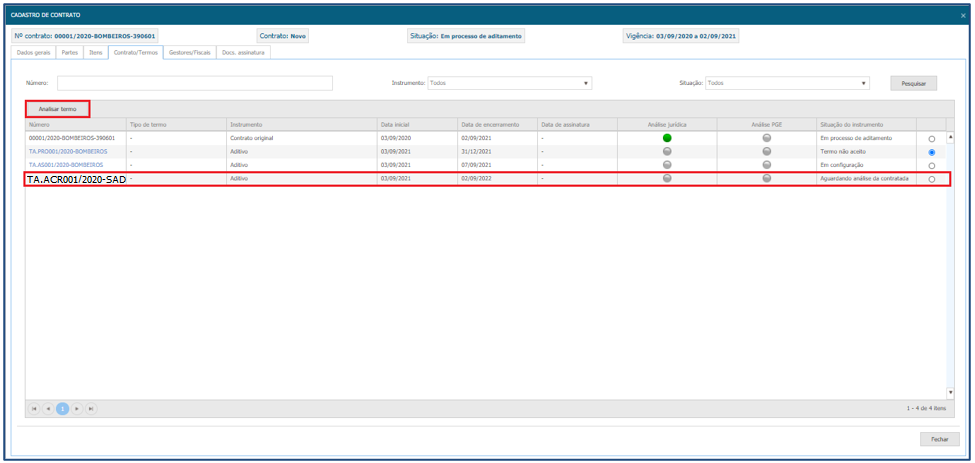 CADASTRO DE CONTRATO ×
Nº contrato: 00001/2020-BOMBEIROS-390601 Contrato: Novo Situação: Em processo de aditamento Vigência: 03/09/2020 a 02/09/2021
Dados gerais Partes Itens Contrato/Termos Gestores/Fiscais Docs. assinatura
Número: Instrumento: Todos Situação: Todos Pesquisar
Analisar termo
Número Tipo de termo Instrumento Data inicial Data de encerramento Data de assinatura Análise jurídica Análise PGE Situação do instrumento
00001/2020-BOMBEIROS-390601 - Contrato original 03/09/2020 02/09/2021 - Em processo de aditamento
TA.PRO001/2020-BOMBEIROS - Aditivo 03/09/2021 31/12/2021 - Termo não aceito
TA.AS001/2020-BOMBEIROS - Aditivo 03/09/2021 07/09/2021 - Em configuração
TA.ACR001/2020-SAD - Aditivo 03/09/2021 02/09/2022 - Aguardando análise da contratada
1 1 - 4 de 4 itens
Fechar